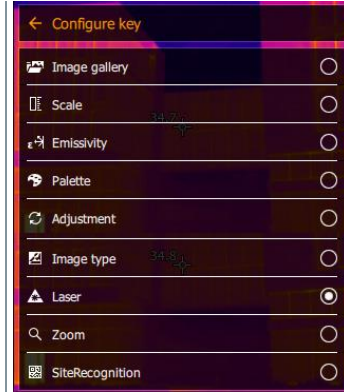 Configure key
Image gallery
Scale
34.7
Emissivity
Palette
Adjustment
Image type
34.8
Laser
Zoom
SiteRecognition